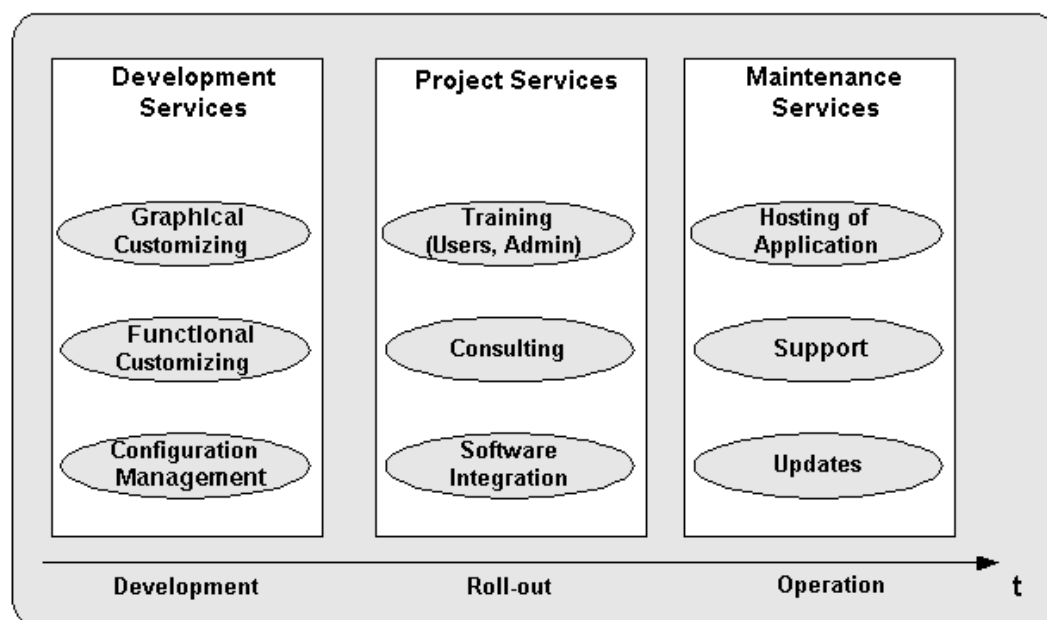 Development
Services
Graphical
Customizing
Functional
Customizing
Configuration
Management
Project Services
Training
(Users, Admin)
Consulting
Software
Integration
Maintenance
Services
Hosting of
Application
Support
Updates
Development
Roll-out
Operation
t